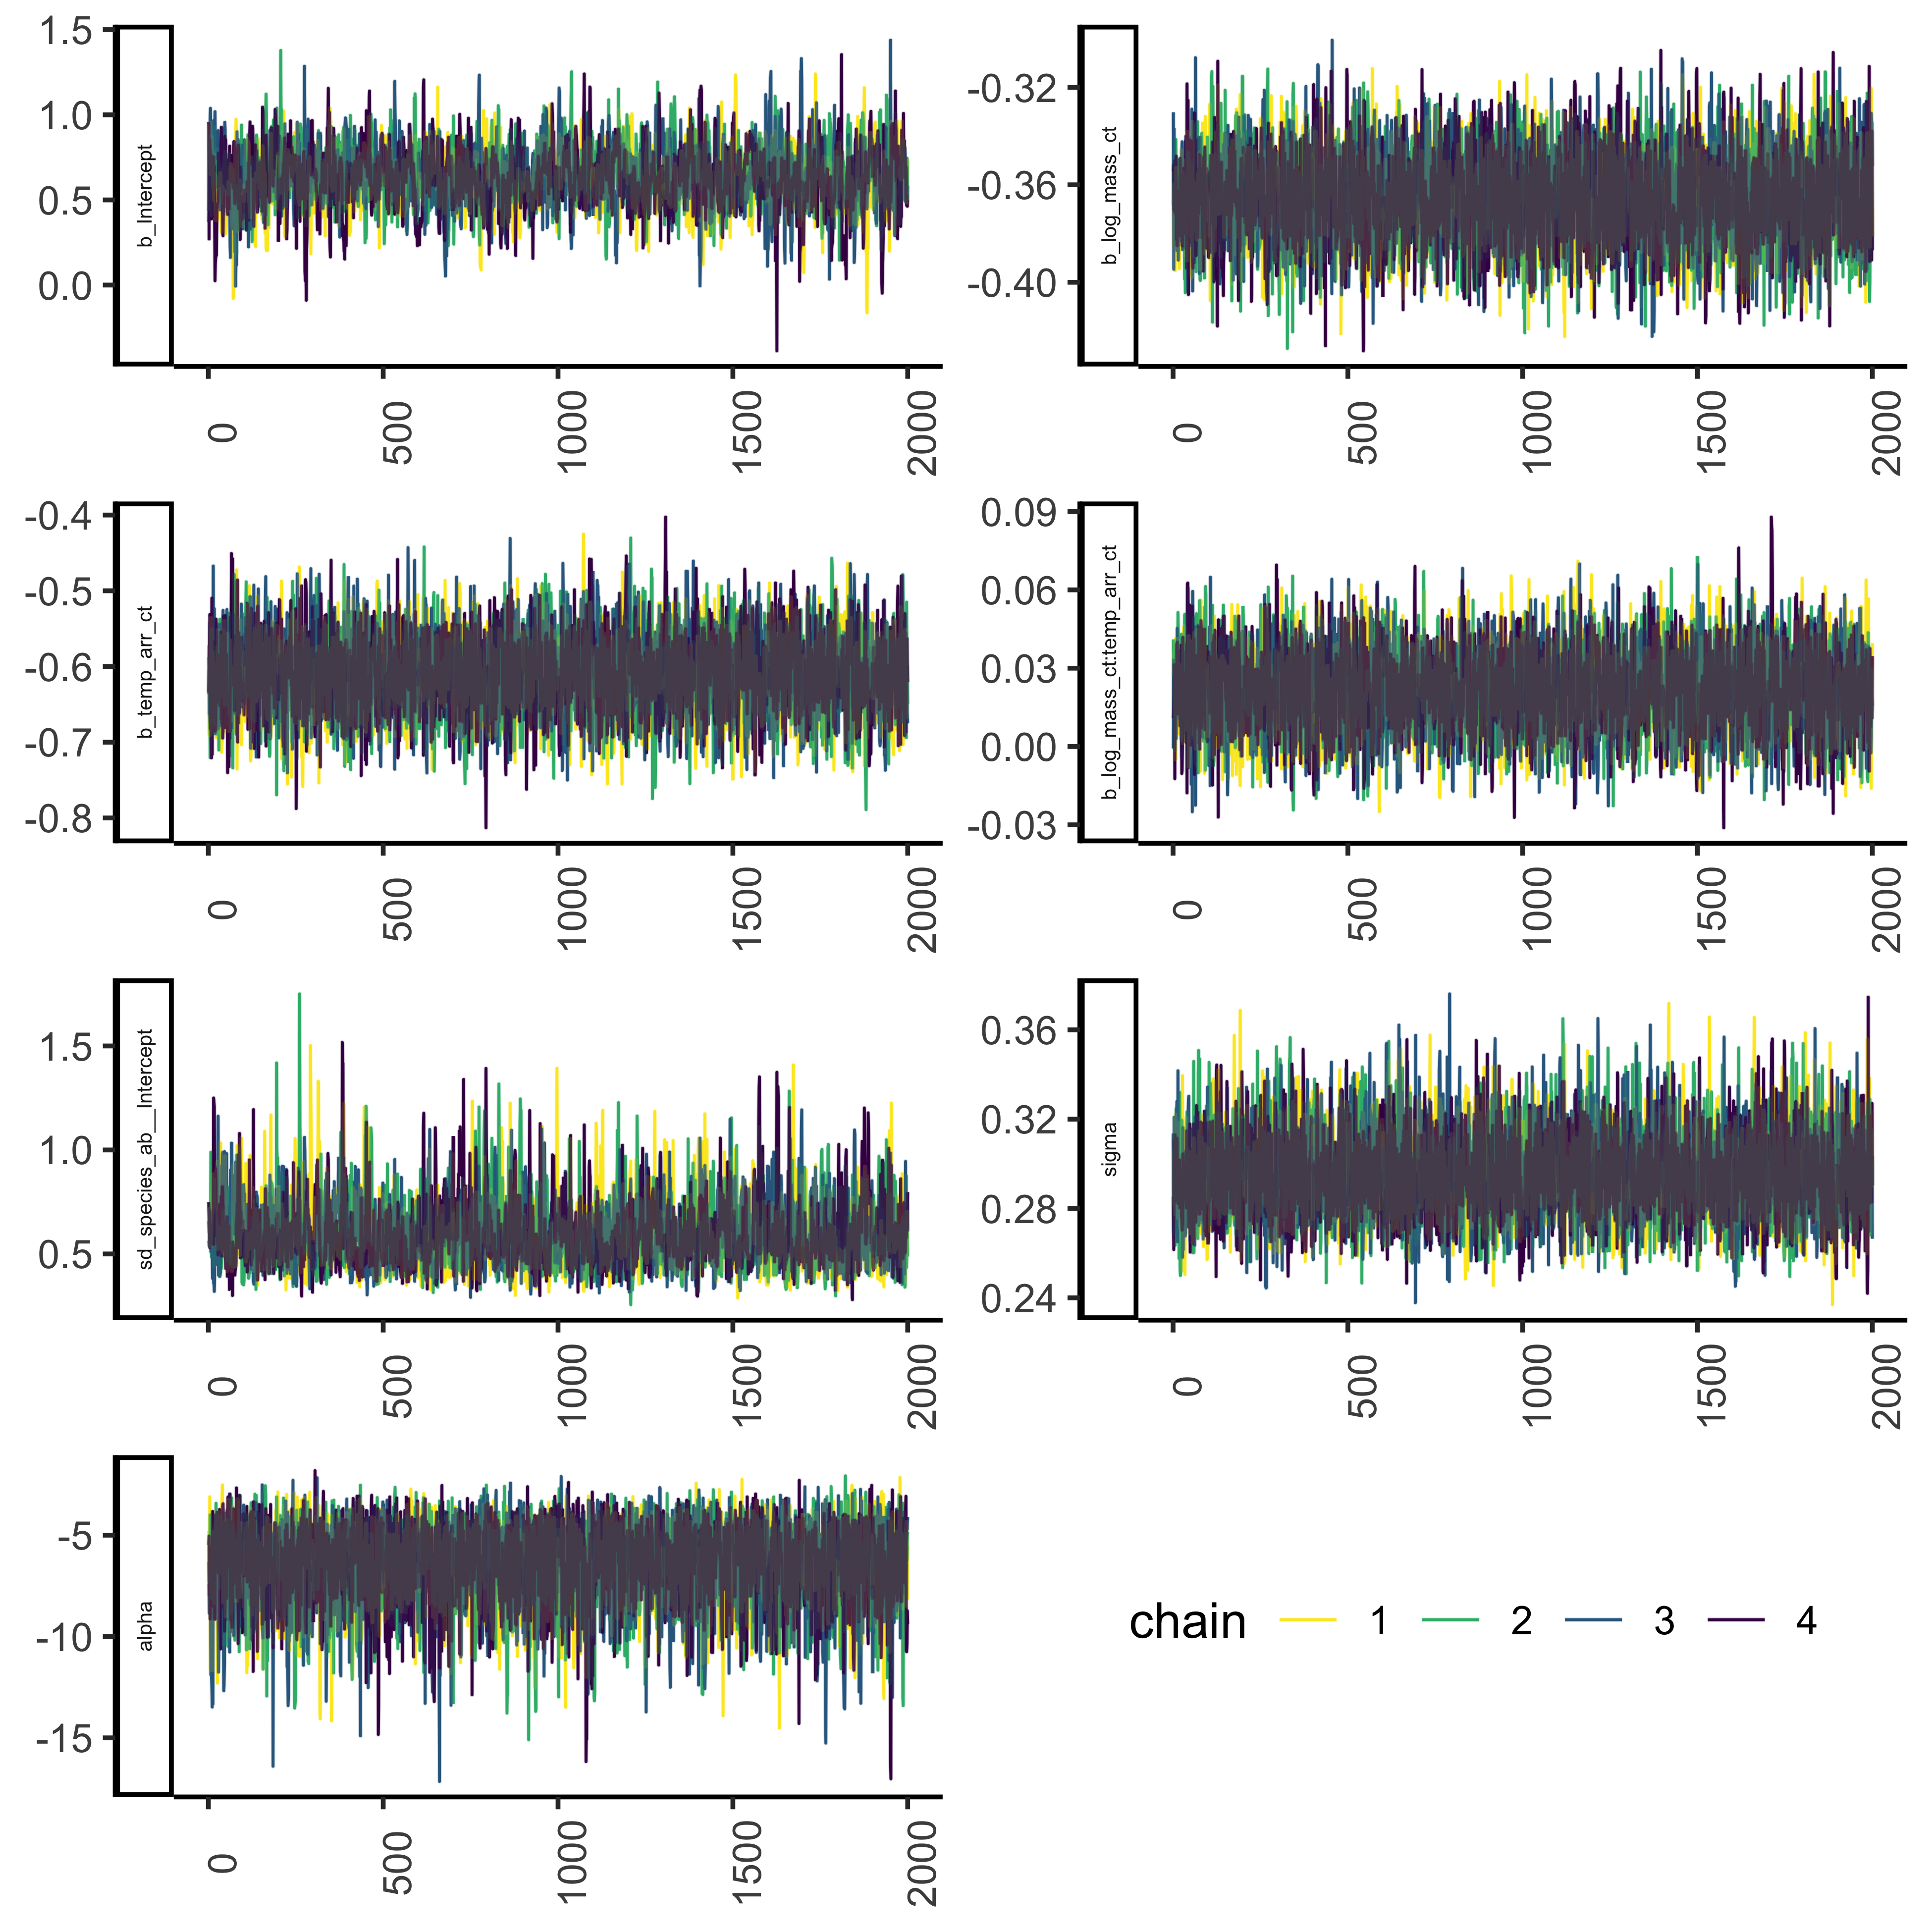 1.5
1.0
0.5
0.0
b_Intercept
0 500 1000 1500 2000
-0.32
-0.36
-0.40
b_log_mass_ct
0 500 1000 1500 2000
-0.4
-0.5
-0.6
-0.7
-0.8
b_temp_arr_ct
0 500 1000 1500 2000
0.09
0.06
0.03
0.00
-0.03
b_log_mass_ct:temp_arr_ct
0 500 1000 1500 2000
1.5
1.0
0.5
sd_species_ab__Intercept
0 500 1000 1500 2000
0.36
0.32
0.28
0.24
sigma
0 500 1000 1500 2000
-5
-10
-15
alpha
0 500 1000 1500 2000
chain 1 2 3 4